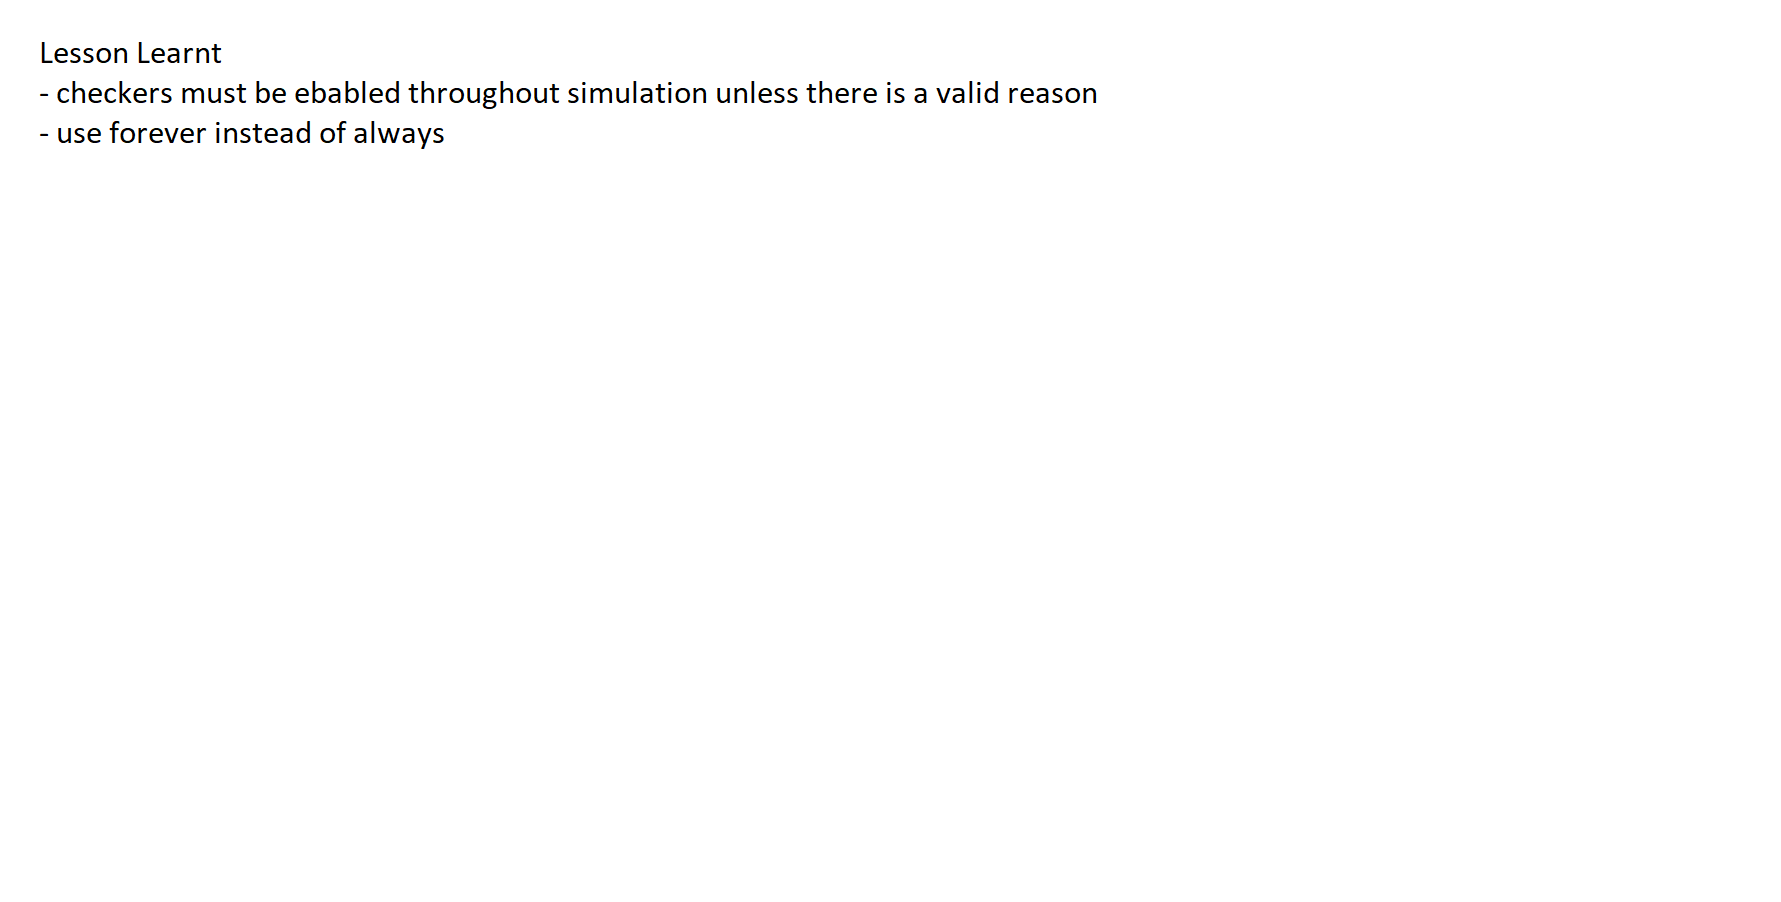 Lesson Learnt
- checkers must be ebabled throughout simulation unless there is a valid reason
- use forever instead of always